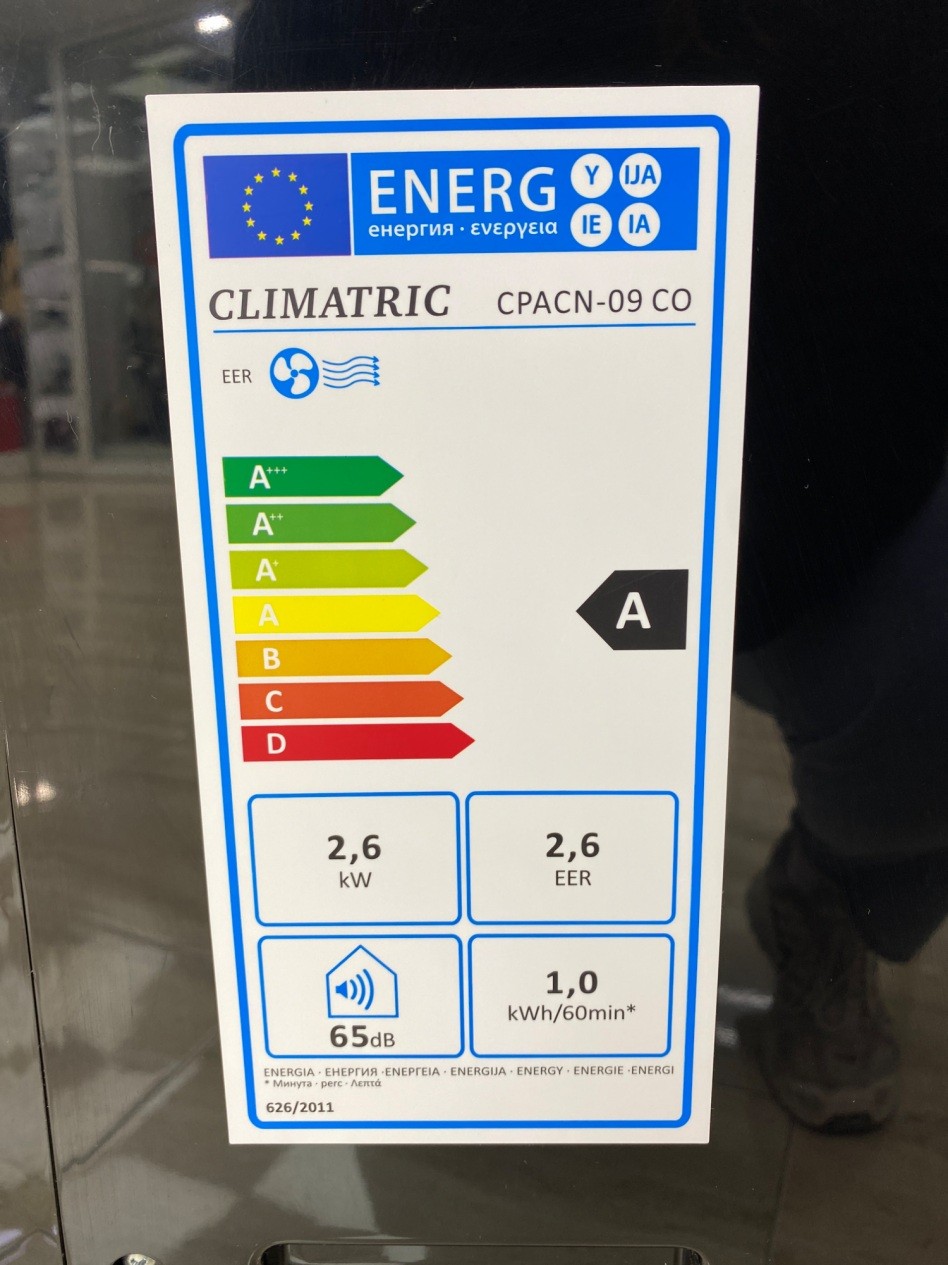 ENERG Y IJA
енергия · ενεργεια IE IA
CLIMATRIC CPACN-09 CO
EER
A+++
A++
A+
A
A
B
C
D
2,6
kW
2,6
EER
65dB
1,0
kWh/60min*
ENERGIA · ЕНЕРГИЯ ·ΕΝΕΡΓΕΙΑ · ENERGIJA · ENERGY · ENERGIE ·ENERGI
* Минута · perc · Λεπτά
626/2011